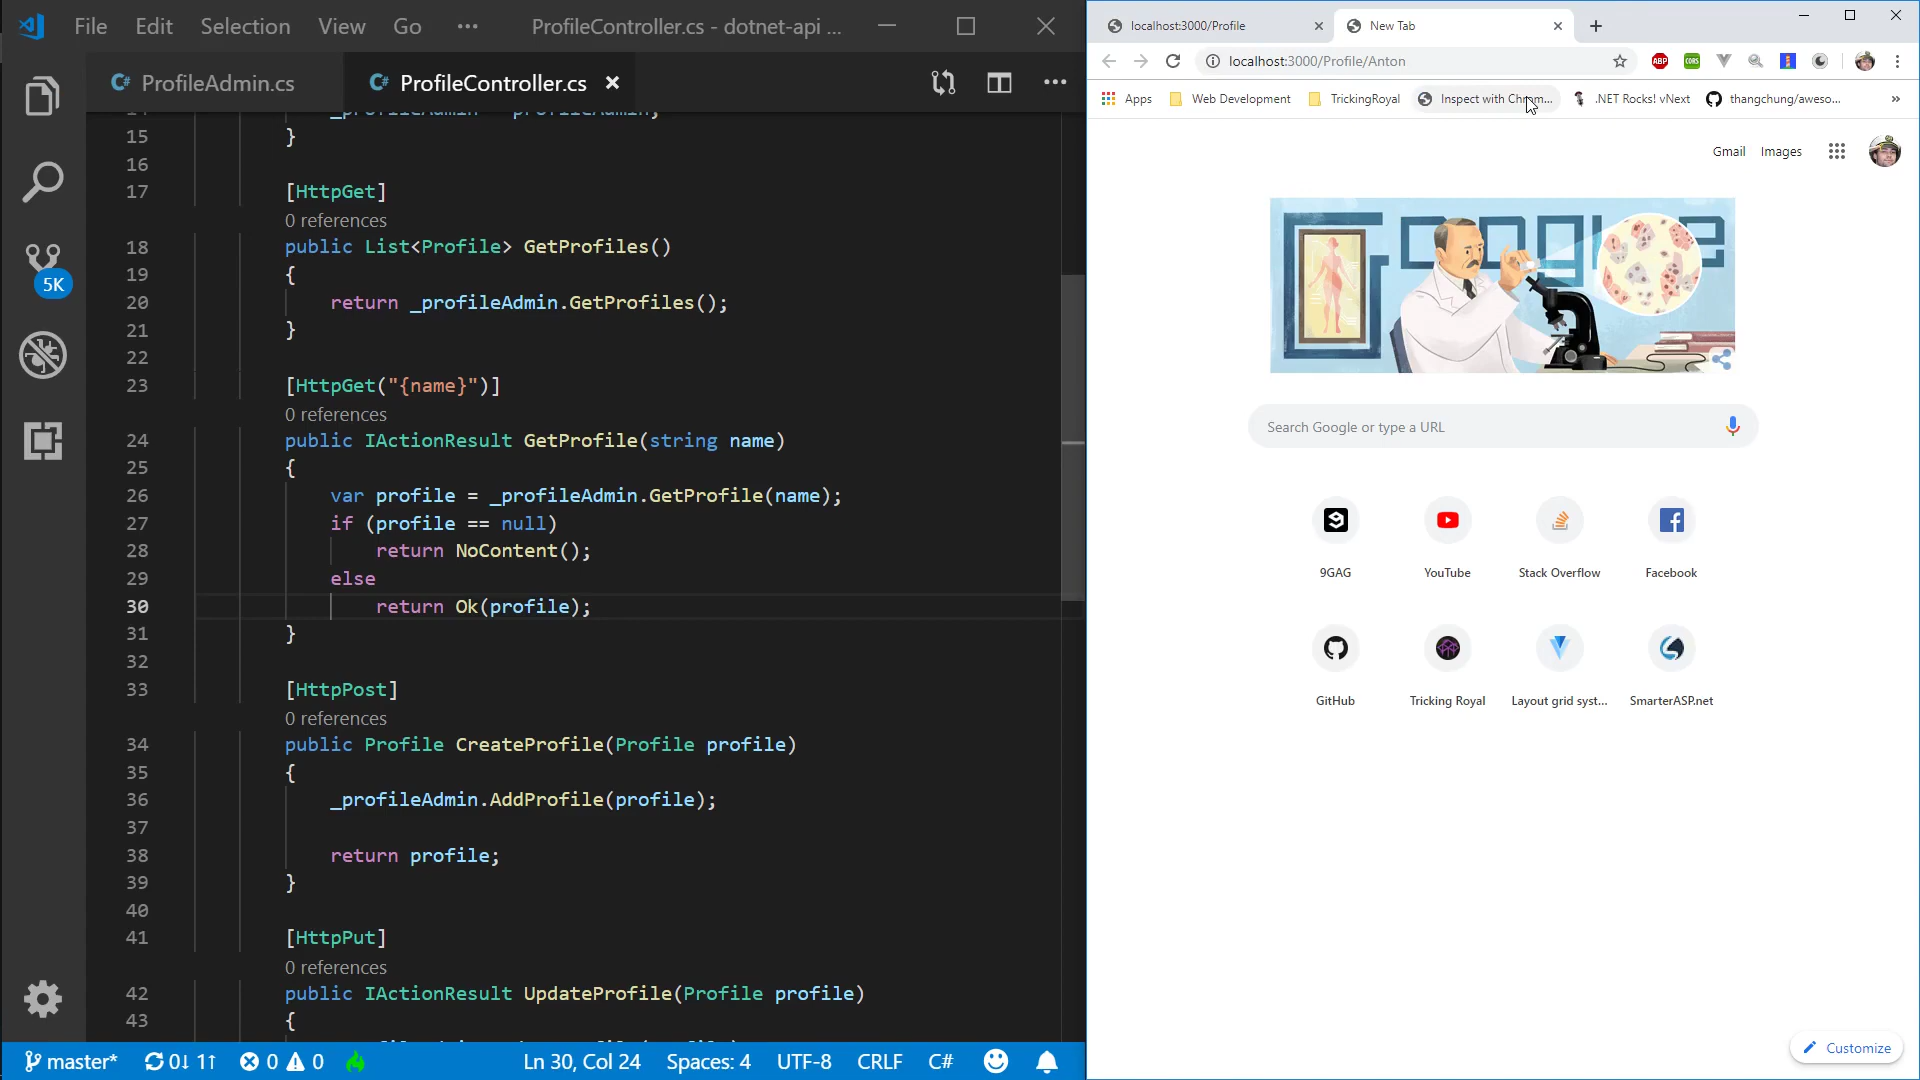 File Edit Selection View Go ··· ProfileController.cs - dotnet-api ...
ProfileAdmin.cs ProfileController.cs
15 }
16
17 [HttpGet]
0 references
18 public List<Profile> GetProfiles()
19 {
20 return _profileAdmin.GetProfiles();
21 }
22
23 [HttpGet("{name}")]
0 references
24 public IActionResult GetProfile(string name)
25 {
26 var profile = _profileAdmin.GetProfile(name);
27 if (profile == null)
28 return NoContent();
29 else
30 return Ok(profile);
31 }
32
33 [HttpPost]
0 references
34 public Profile CreateProfile(Profile profile)
35 {
36 _profileAdmin.AddProfile(profile);
37
38 return profile;
39 }
40
41 [HttpPut]
0 references
42 public IActionResult UpdateProfile(Profile profile)
43 {
5K
master* 0↓ 1↑ 0 0 Ln 30, Col 24 Spaces: 4 UTF-8 CRLF C#
localhost:3000/Profile New Tab
localhost:3000/Profile/Anton
ABP
CORS
Apps Web Development TrickingRoyal Inspect with Chrom... .NET Rocks! vNext thangchung/aweso... »
Gmail Images
Google
Search Google or type a URL
9GAG YouTube Stack Overflow Facebook
GitHub Tricking Royal Layout grid syst... SmarterASP.net
Customize